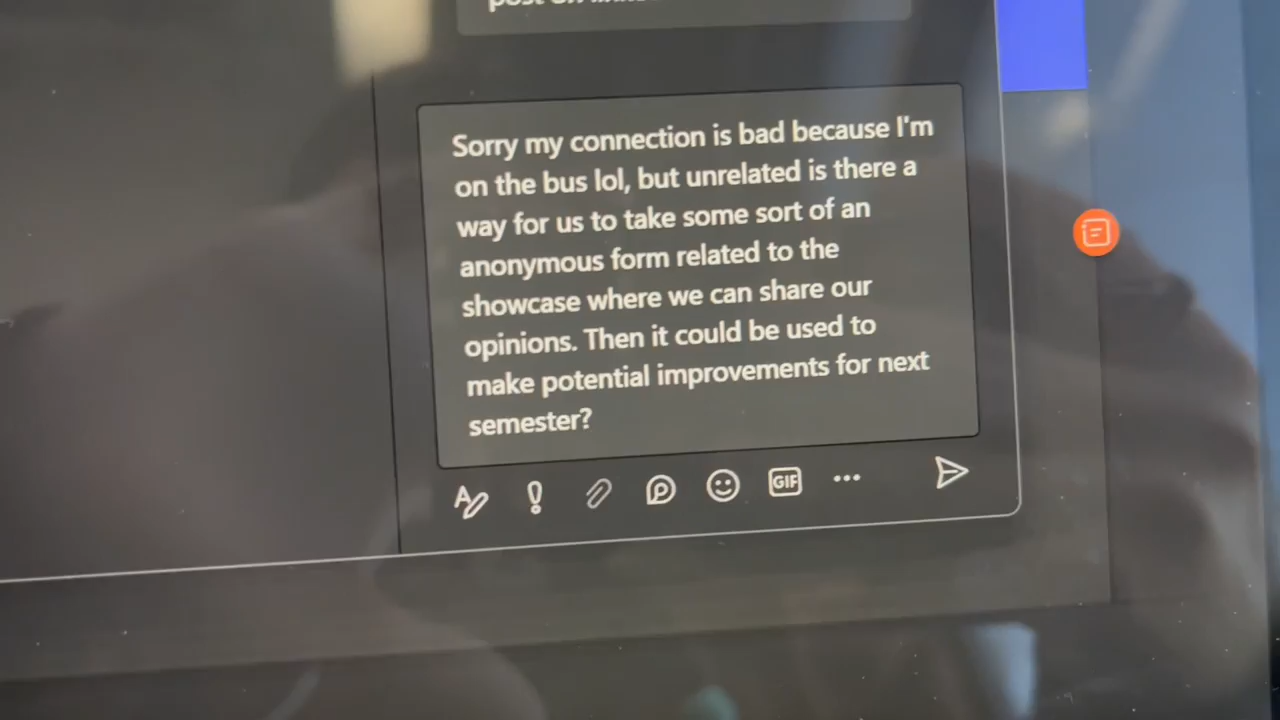 post on
Sorry my connection is bad because I'm
on the bus lol, but unrelated is there a
way for us to take some sort of an
anonymous form related to the
showcase where we can share our
opinions. Then it could be used to
make potential improvements for next
semester?
GIF